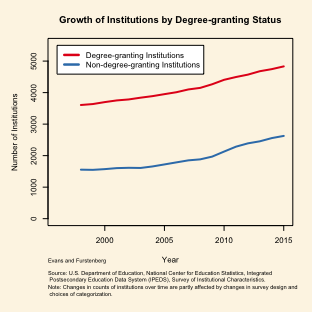 Growth of Institutions by Degree-granting Status
Degree-granting Institutions
Non-degree-granting Institutions
Number of Institutions
5000
4000
3000
2000
1000
0
2000
2005
2010
2015
Year
Evans and Furstenberg
Source: U.S. Department of Education, National Center for Education Statistics, Integrated
Postsecondary Education Data System (IPEDS), Survey of Institutional Characteristics.
Note: Changes in counts of institutions over time are partly affected by changes in survey design and
choices of categorization.